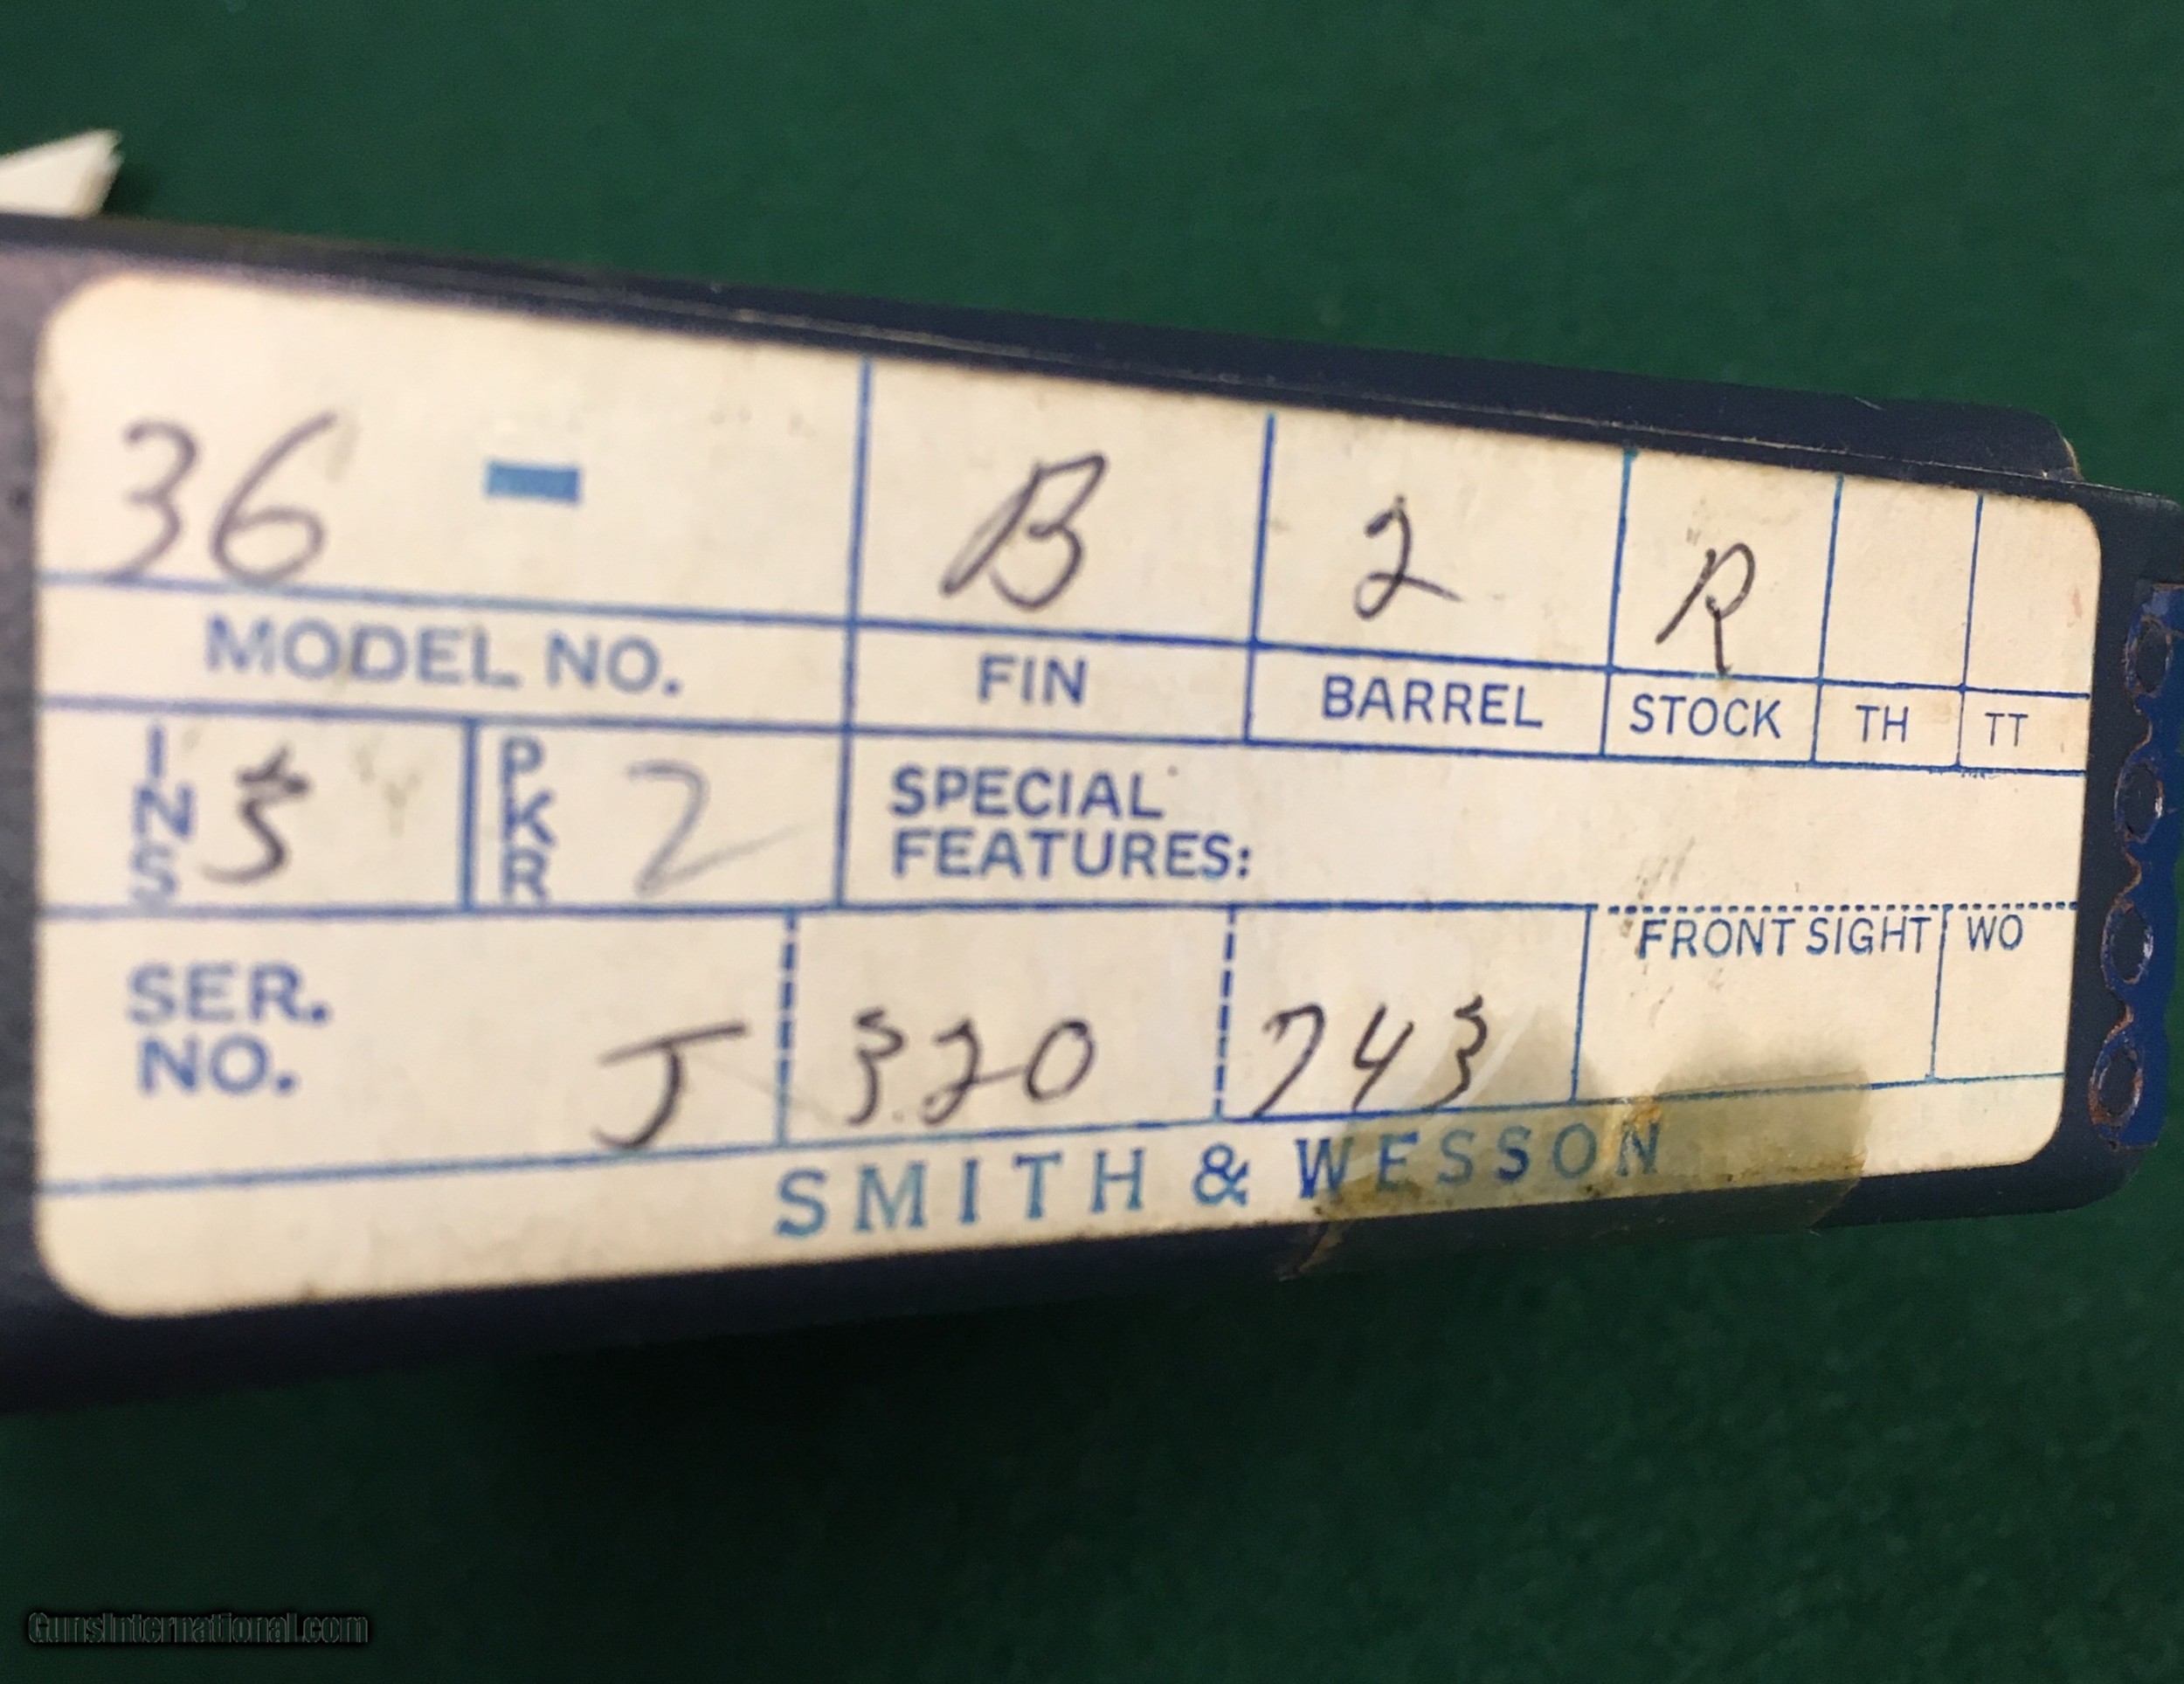 36 - B 2 R
MODEL NO. FIN BARREL STOCK TH TT
INS 5 PKR 2 SPECIAL
FEATURES:
FRONT SIGHT WO
SER.
NO. J 320 743
SMITH & WESSON
GunsInternational.com